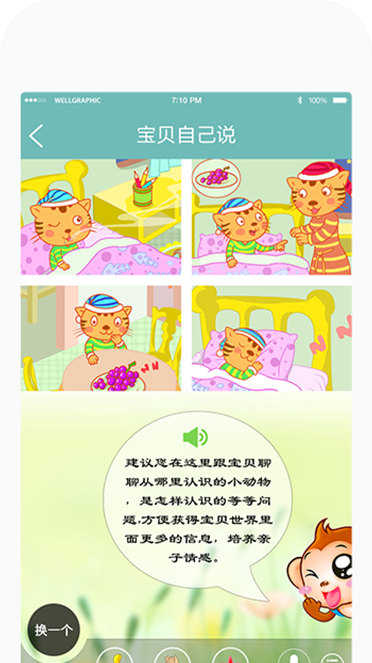 WELLGRAPHIC
7:10 PM
100%
宝贝自己说
N
N
N
N
建议您在这里跟宝贝聊
聊从哪里认识的小动物
，是怎样认识的等等问
题,方便获得宝贝世界里
面更多的信息，培养亲
子情感。
换一个